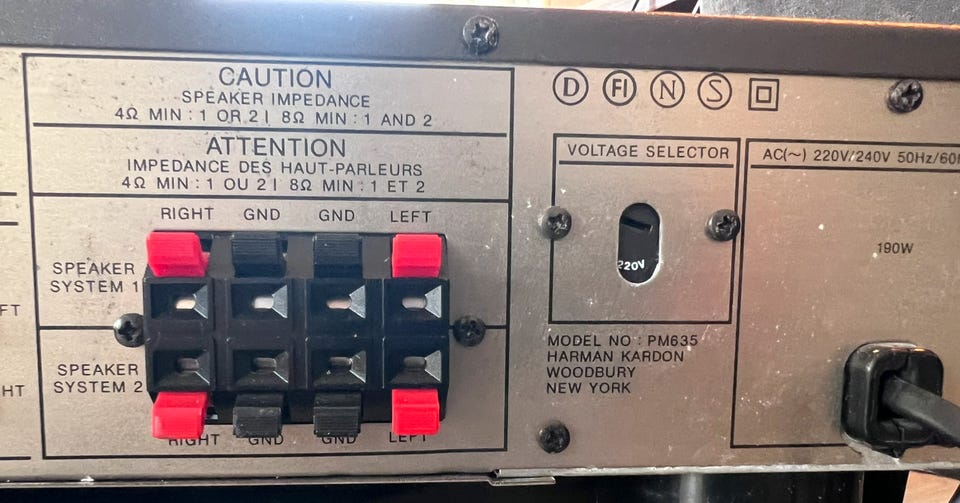 CAUTION
SPEAKER IMPEDANCE
4Ω MIN : 1 OR 2 | 8Ω MIN : 1 AND 2
ATTENTION
IMPEDANCE DES HAUT-PARLEURS
4Ω MIN : 1 OU 2 | 8Ω MIN : 1 ET 2
RIGHT GND GND LEFT
SPEAKER
SYSTEM 1
SPEAKER
SYSTEM 2
RIGHT GND GND LEFT
D FI N S
VOLTAGE SELECTOR
220V
MODEL NO : PM635
HARMAN KARDON
WOODBURY
NEW YORK
AC(~) 220V/240V 50Hz/60
190W